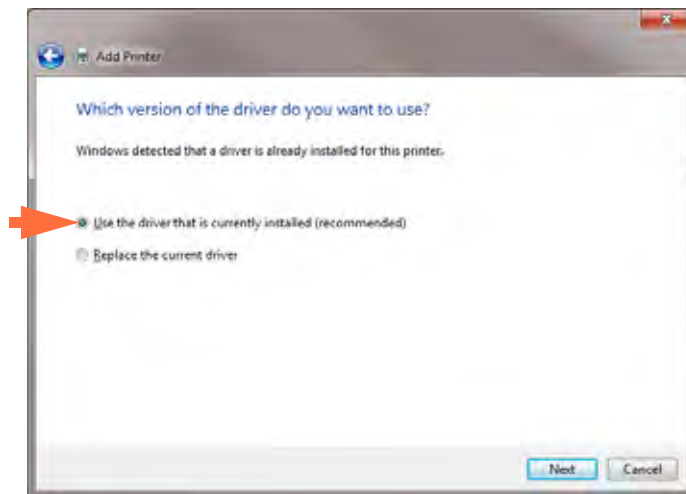 Add Printer
Which version of the driver do you want to use?
Windows detected that a driver is already installed for this printer.
Use the driver that is currently installed (recommended)
Replace the current driver
Next Cancel